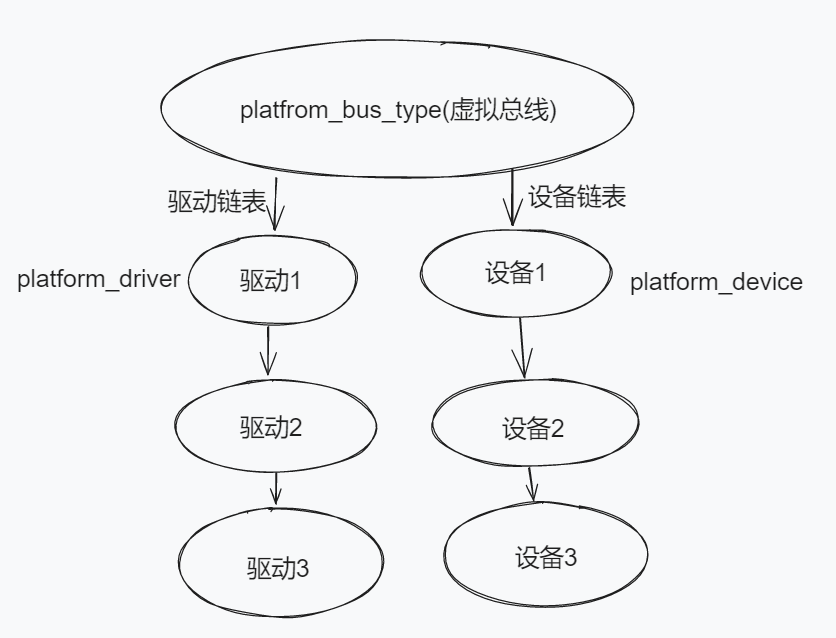 platfrom_bus_type(虚拟总线)
驱动链表
设备链表
platform_driver
驱动1
设备1
platform_device
驱动2
设备2
驱动3
设备3